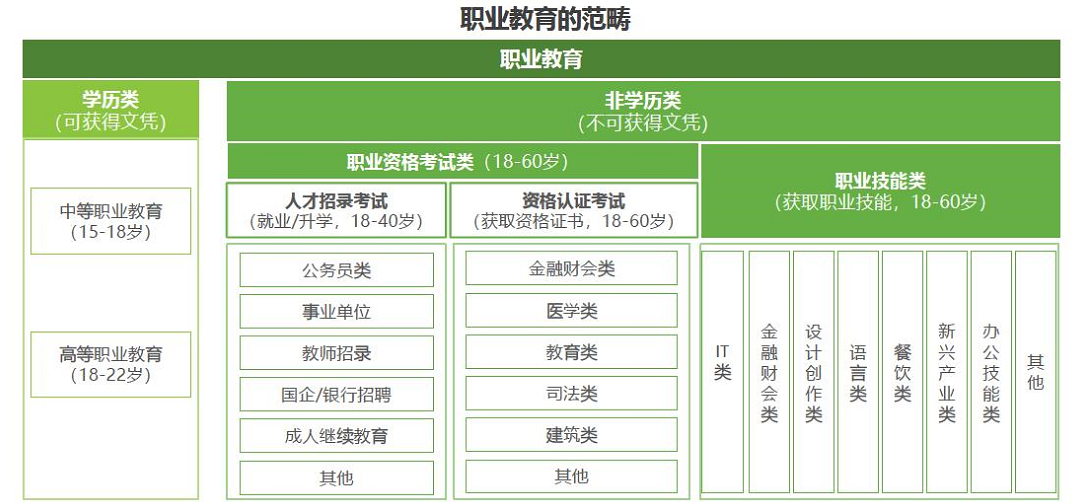 职业教育的范畴
职业教育
学历类
(可获得文凭)
中等职业教育
(15-18岁)
高等职业教育
(18-22岁)
非学历类
(不可获得文凭)
职业资格考试类 (18-60岁)
人才招录考试
(就业/升学，18-40岁)
公务员类
事业单位
教师招录
国企/银行招聘
成人继续教育
其他
资格认证考试
(获取资格证书，18-60岁)
金融财会类
医学类
教育类
司法类
建筑类
其他
职业技能类
(获取职业技能，18-60岁)
IT类
金融财会类
设计创作类
语言类
餐饮类
新兴产业类
办公技能类
其他